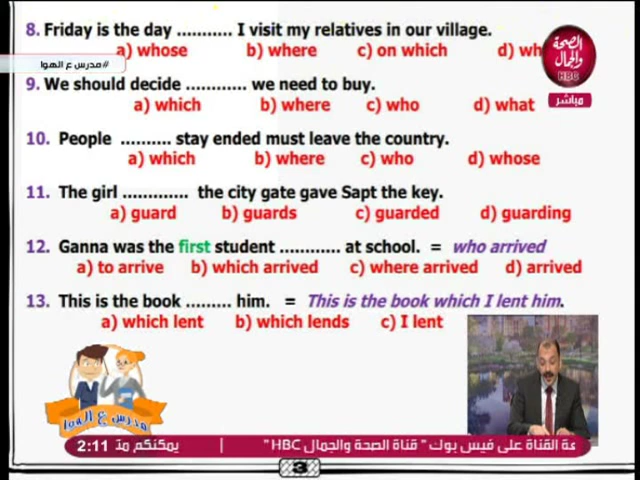 8. Friday is the day ........... I visit my relatives in our village.
a) whose b) where c) on which d) wh
الصحة
والجمال
HBC
#مدرس ع الهوا
9. We should decide ............ we need to buy.
a) which b) where c) who d) what
مباشر
10. People .......... stay ended must leave the country.
a) which b) where c) who d) whose
11. The girl ............. the city gate gave Sapt the key.
a) guard b) guards c) guarded d) guarding
12. Ganna was the first student ............ at school. = who arrived
a) to arrive b) which arrived c) where arrived d) arrived
13. This is the book ......... him. = This is the book which I lent him.
a) which lent b) which lends c) I lent
مدرس ع الهوا
2:11 يمكنكم مت | عة القناة على فيس بوك " قناة الصحة والجمال HBC"
3